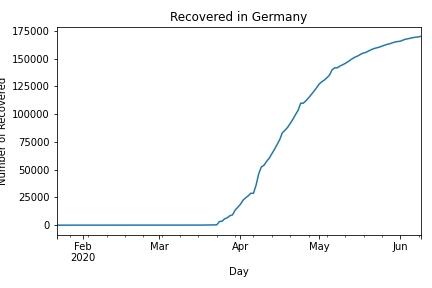 Recovered in Germany
Number of Recovered
175000
150000
125000
100000
75000
50000
25000
0
Feb
2020
Mar
Apr
May
Jun
Day